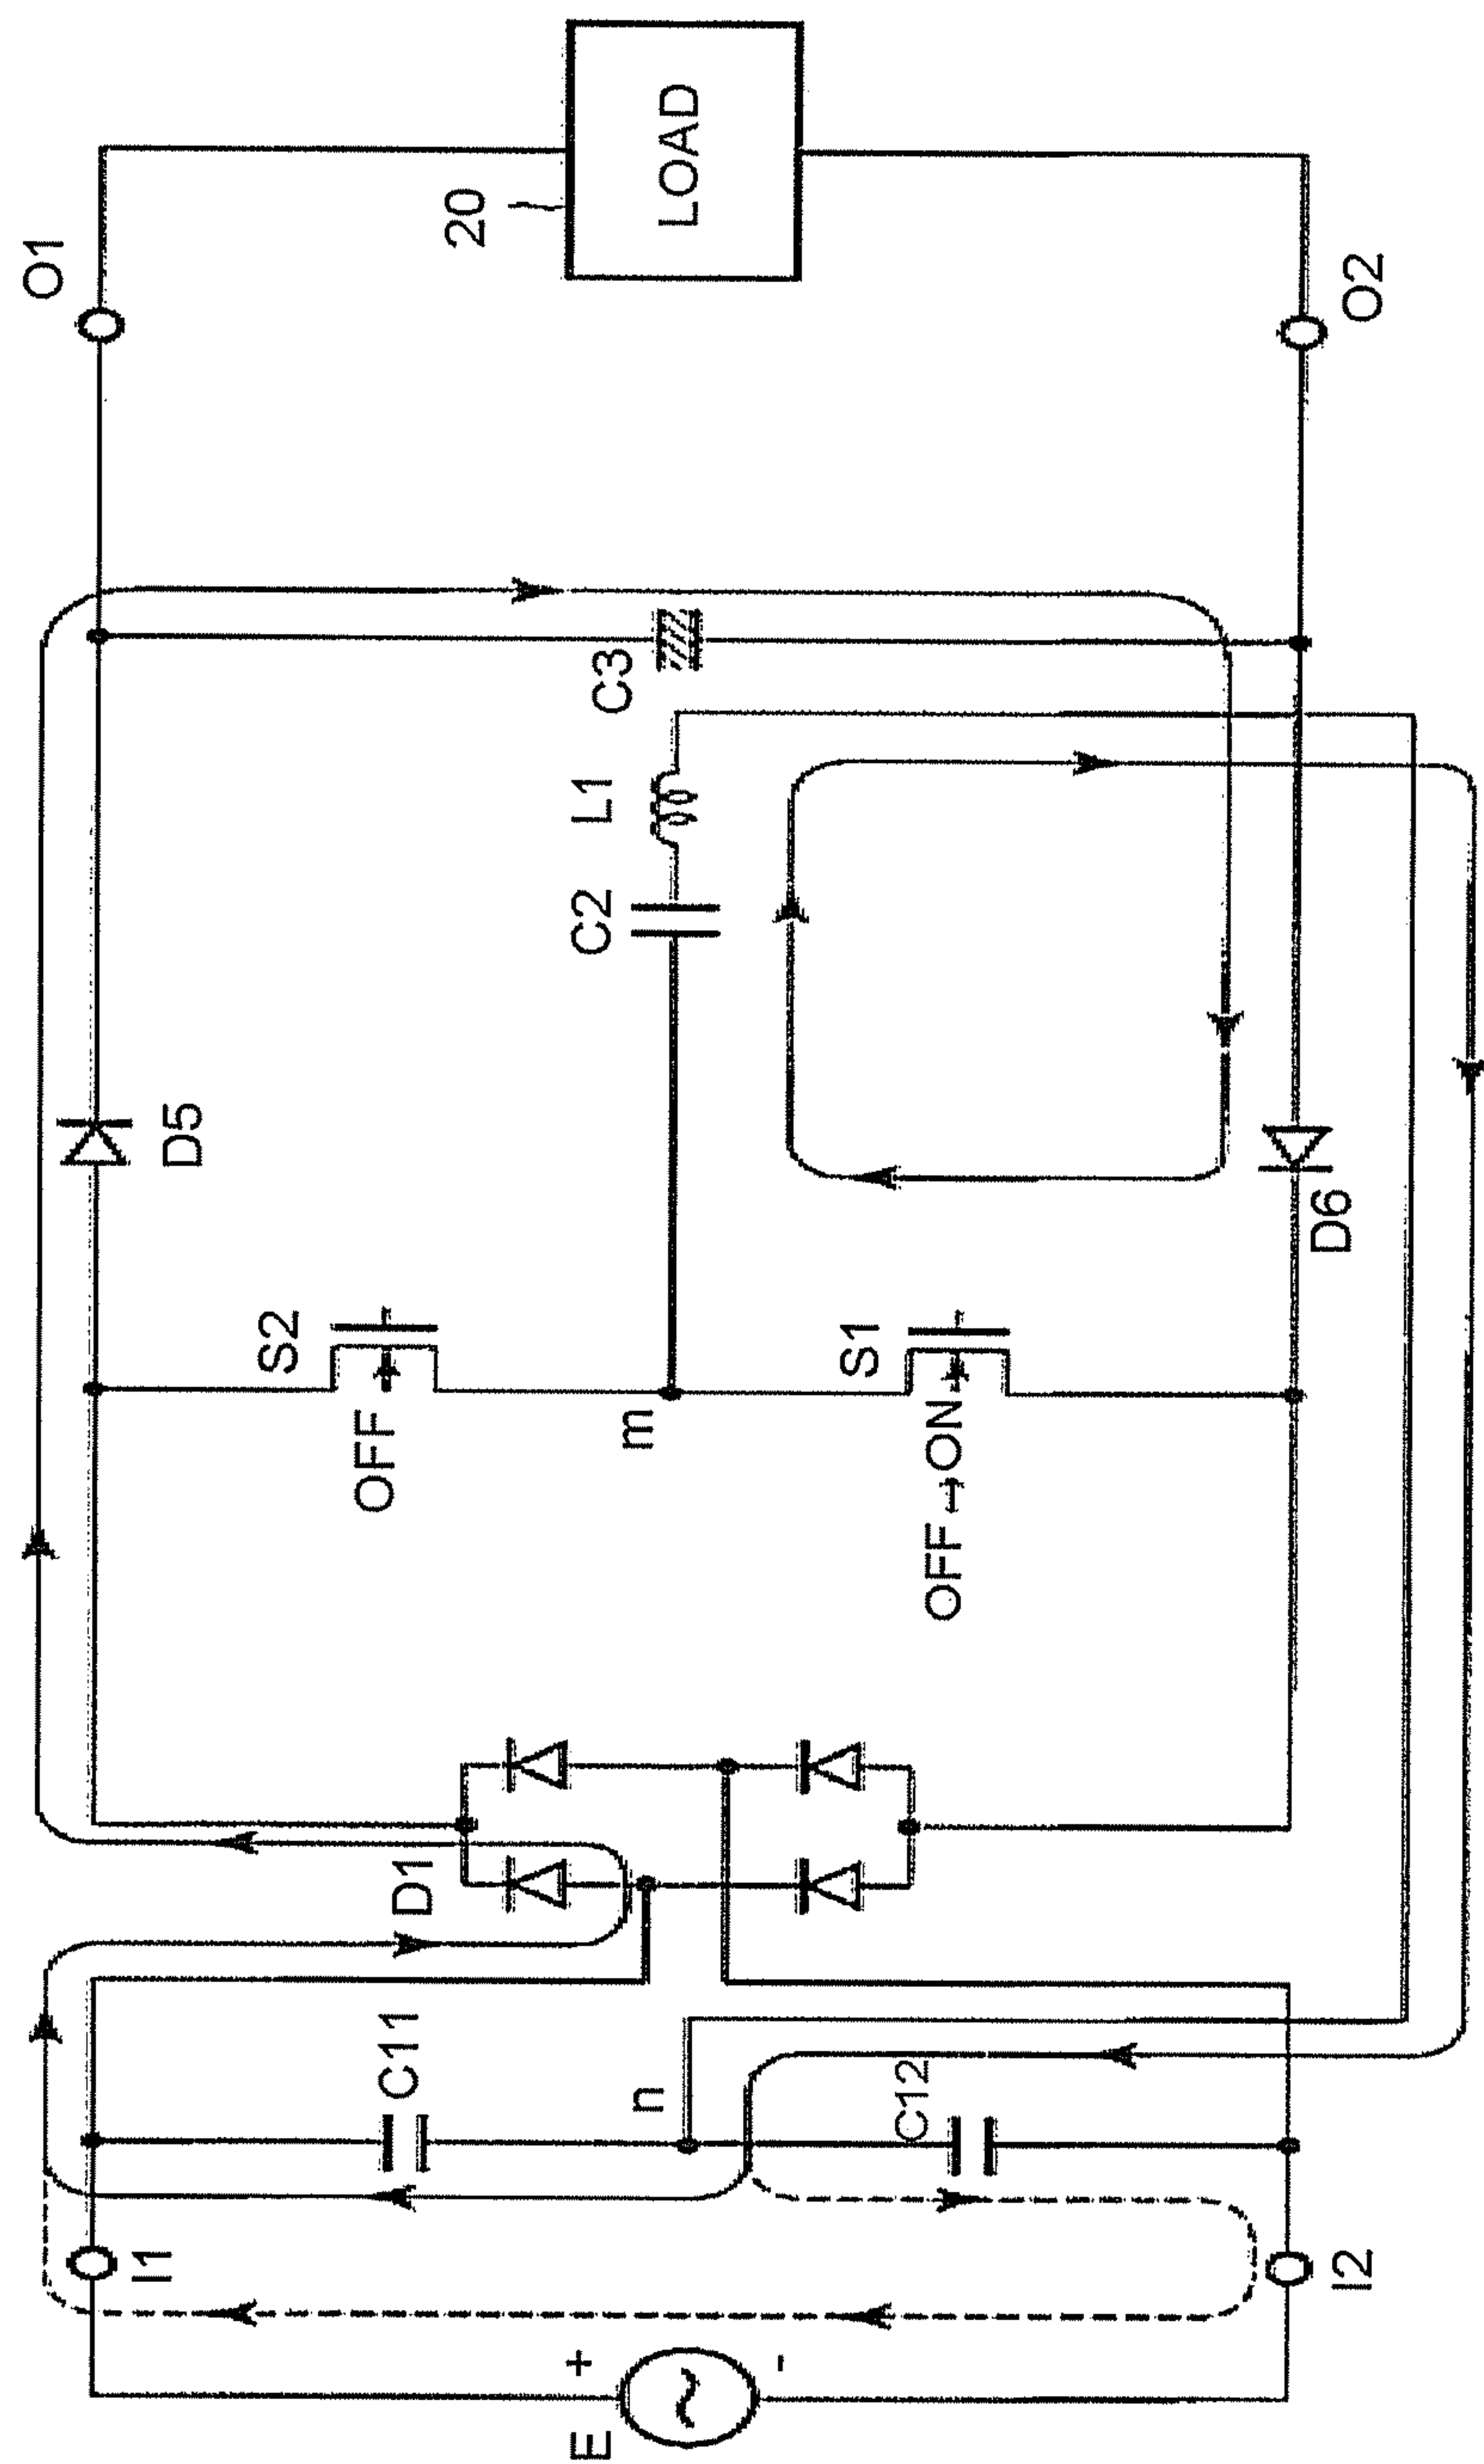 E
+
-
I1
I2
C11
n
C12
D1
S2
OFF
m
S1
OFF→ON
D5
D6
C2
L1
C3
O1
20
LOAD
O2